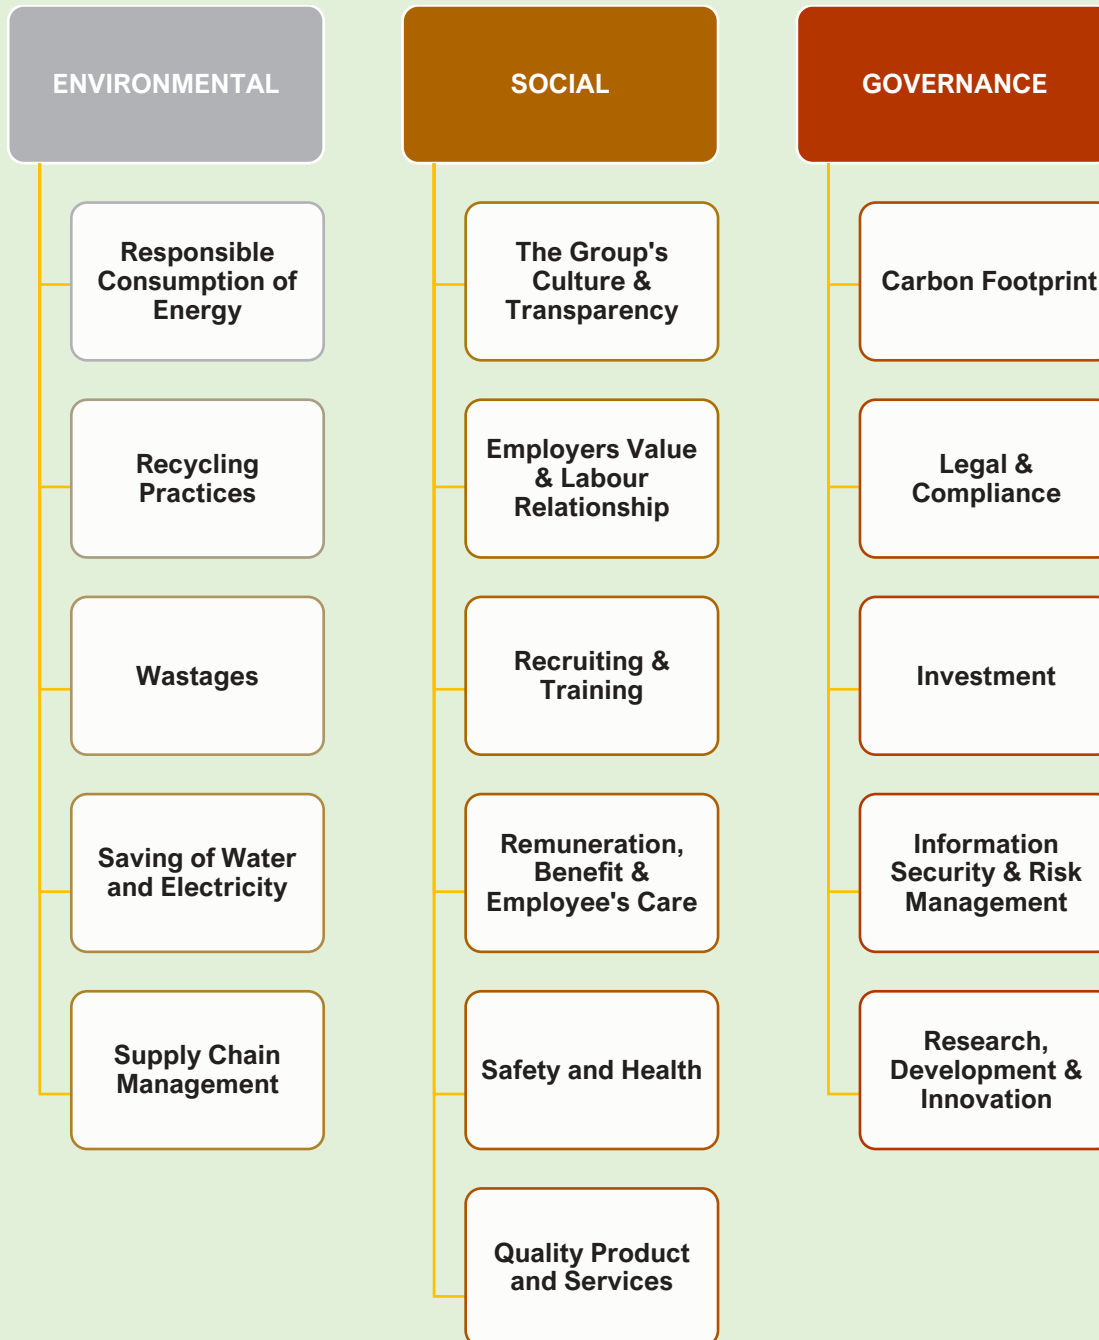 ENVIRONMENTAL
Responsible
Consumption of
Energy
Recycling
Practices
Wastages
Saving of Water
and Electricity
Supply Chain
Management
SOCIAL
The Group's
Culture &
Transparency
Employers Value
& Labour
Relationship
Recruiting &
Training
Remuneration,
Benefit &
Employee's Care
Safety and Health
Quality Product
and Services
GOVERNANCE
Carbon Footprint
Legal &
Compliance
Investment
Information
Security & Risk
Management
Research,
Development &
Innovation